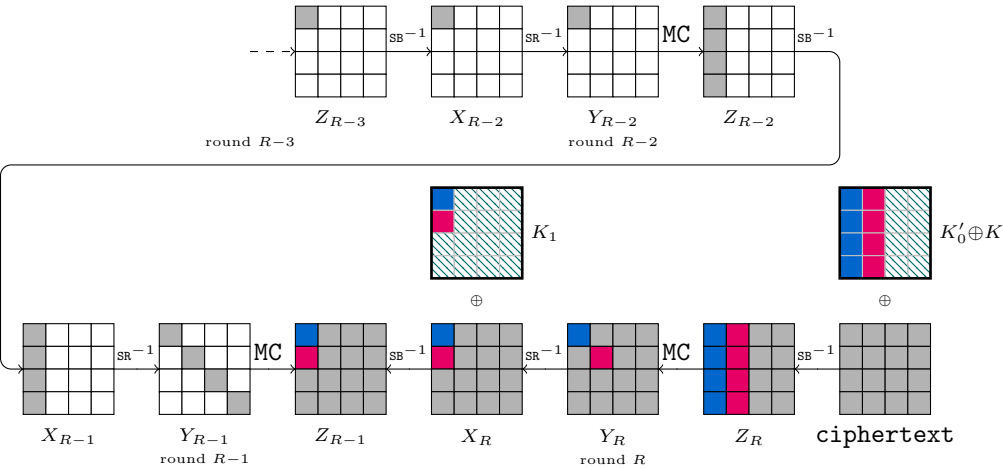 SB⁻¹ SR⁻¹ MC SB⁻¹
Z_{R−3} X_{R−2} Y_{R−2} Z_{R−2}
round R−3 round R−2
K₁ K₀′⊕K
⊕ ⊕
SR⁻¹ MC SB⁻¹ SR⁻¹ MC SB⁻¹
X_{R−1} Y_{R−1} Z_{R−1} X_R Y_R Z_R ciphertext
round R−1 round R